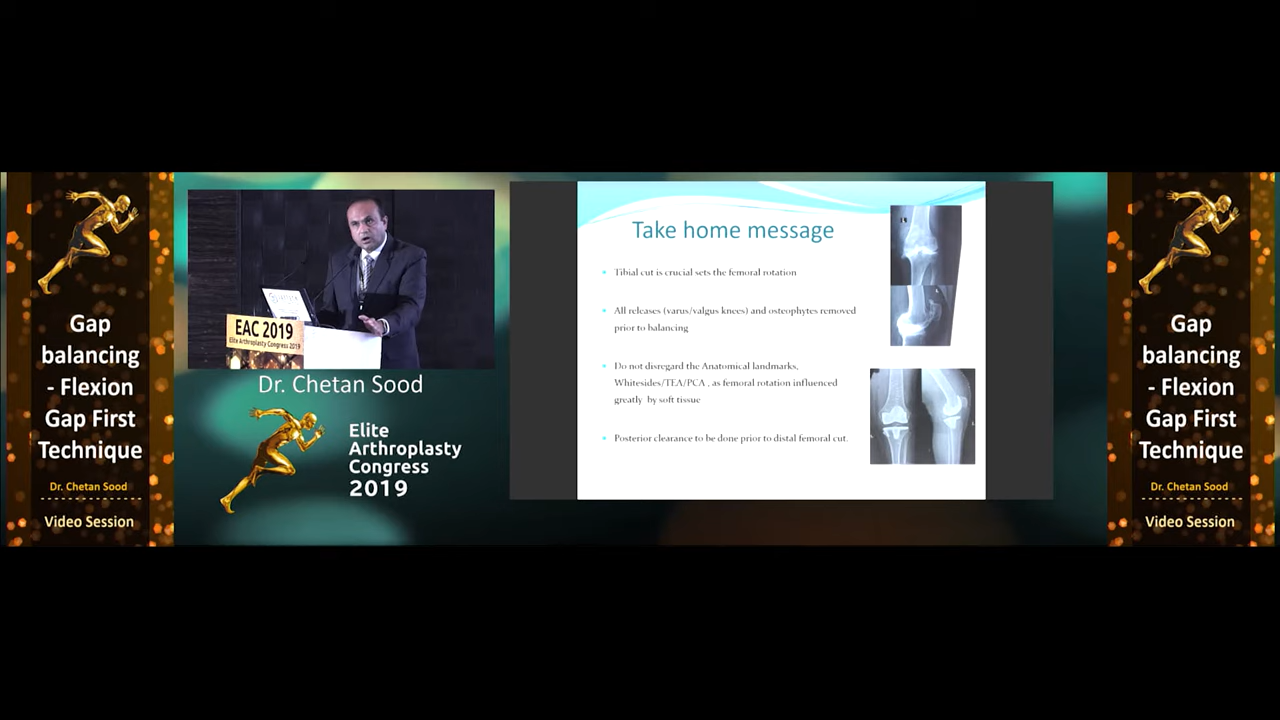 Gap
balancing
- Flexion
Gap First
Technique
Dr. Chetan Sood
Video Session
EAC 2019
Elite Arthroplasty Congress 2019
Dr. Chetan Sood
Elite
Arthroplasty
Congress
2019
Take home message
Tibial cut is crucial sets the femoral rotation
All releases (varus/valgus knees) and osteophytes removed
prior to balancing
Do not disregard the Anatomical landmarks,
Whitesides/TEA/PCA , as femoral rotation influenced
greatly by soft tissue
Posterior clearance to be done prior to distal femoral cut.
Gap
balancing
- Flexion
Gap First
Technique
Dr. Chetan Sood
Video Session